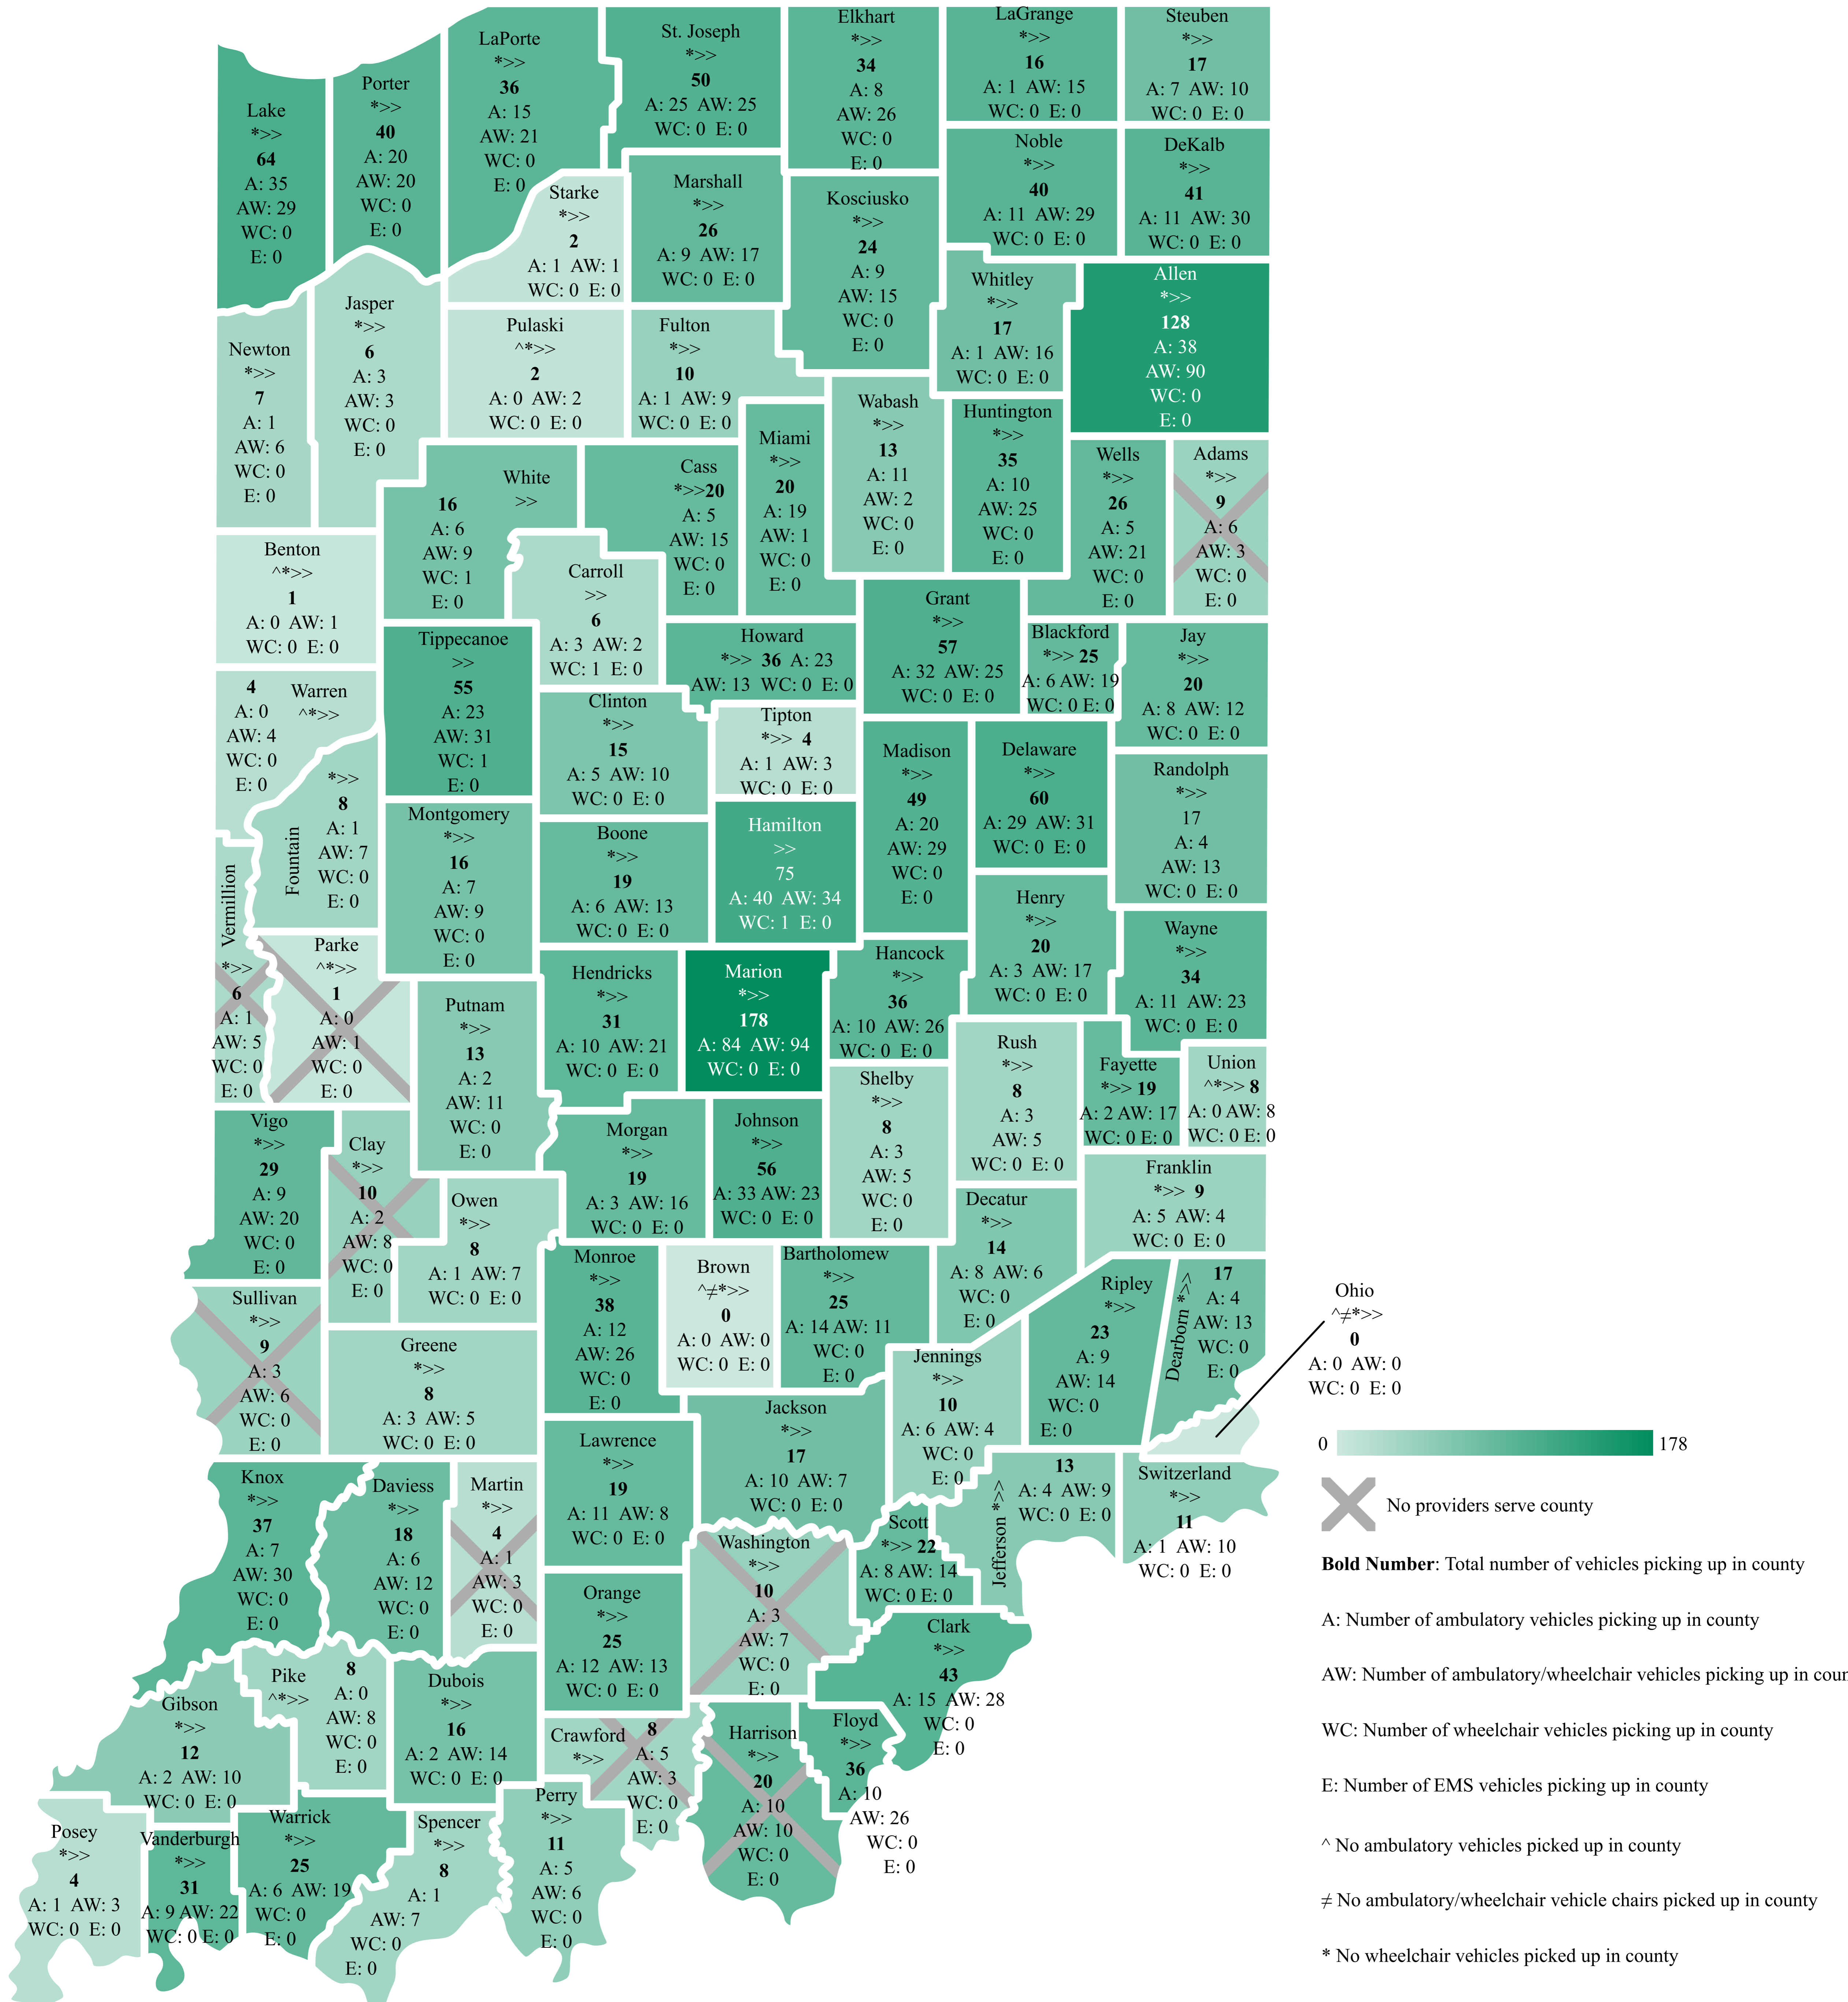 Lake
*>>
64
A: 35
AW: 29
WC: 0
E: 0
Porter
*>>
40
A: 20
AW: 20
WC: 0
E: 0
LaPorte
*>>
36
A: 15
AW: 21
WC: 0
E: 0
St. Joseph
*>>
50
A: 25 AW: 25
WC: 0 E: 0
Elkhart
*>>
34
A: 8
AW: 26
WC: 0
E: 0
LaGrange
*>>
16
A: 1 AW: 15
WC: 0 E: 0
Steuben
*>>
17
A: 7 AW: 10
WC: 0 E: 0
Starke
*>>
2
A: 1 AW: 1
WC: 0 E: 0
Marshall
*>>
26
A: 9 AW: 17
WC: 0 E: 0
Kosciusko
*>>
24
A: 9
AW: 15
WC: 0
E: 0
Noble
*>>
40
A: 11 AW: 29
WC: 0 E: 0
DeKalb
*>>
41
A: 11 AW: 30
WC: 0 E: 0
Newton
*>>
7
A: 1
AW: 6
WC: 0
E: 0
Jasper
*>>
6
A: 3
AW: 3
WC: 0
E: 0
Pulaski
^*>>
2
A: 0 AW: 2
WC: 0 E: 0
Fulton
*>>
10
A: 1 AW: 9
WC: 0 E: 0
Whitley
*>>
17
A: 1 AW: 16
WC: 0 E: 0
Allen
*>>
128
A: 38
AW: 90
WC: 0
E: 0
White
>>
16
A: 6
AW: 9
WC: 1
E: 0
Cass
*>>20
A: 5
AW: 15
WC: 0
E: 0
Miami
*>>
20
A: 19
AW: 1
WC: 0
E: 0
Wabash
*>>
13
A: 11
AW: 2
WC: 0
E: 0
Huntington
*>>
35
A: 10
AW: 25
WC: 0
E: 0
Wells
*>>
26
A: 5
AW: 21
WC: 0
E: 0
Adams
*>>
9
A: 6
AW: 3
WC: 0
E: 0
Benton
^*>>
1
A: 0 AW: 1
WC: 0 E: 0
Carroll
>>
6
A: 3 AW: 2
WC: 1 E: 0
Tippecanoe
>>
55
A: 23
AW: 31
WC: 1
E: 0
Howard
*>> 36 A: 23
AW: 13 WC: 0 E: 0
Grant
*>>
57
A: 32 AW: 25
WC: 0 E: 0
Blackford
*>> 25
A: 6 AW: 19
WC: 0 E: 0
Jay
*>>
20
A: 8 AW: 12
WC: 0 E: 0
Warren
^*>>
4
A: 0
AW: 4
WC: 0
E: 0
Clinton
*>>
15
A: 5 AW: 10
WC: 0 E: 0
Tipton
*>> 4
A: 1 AW: 3
WC: 0 E: 0
Madison
*>>
49
A: 20
AW: 29
WC: 0
E: 0
Delaware
*>>
60
A: 29 AW: 31
WC: 0 E: 0
Randolph
*>>
17
A: 4
AW: 13
WC: 0 E: 0
Fountain
*>>
8
A: 1
AW: 7
WC: 0
E: 0
Montgomery
*>>
16
A: 7
AW: 9
WC: 0
E: 0
Boone
*>>
19
A: 6 AW: 13
WC: 0 E: 0
Hamilton
>>
75
A: 40 AW: 34
WC: 1 E: 0
Henry
*>>
20
A: 3 AW: 17
WC: 0 E: 0
Wayne
*>>
34
A: 11 AW: 23
WC: 0 E: 0
Vermillion
*>>
6
A: 1
AW: 5
WC: 0
E: 0
Parke
^*>>
1
A: 0
AW: 1
WC: 0
E: 0
Putnam
*>>
13
A: 2
AW: 11
WC: 0
E: 0
Hendricks
*>>
31
A: 10 AW: 21
WC: 0 E: 0
Marion
*>>
178
A: 84 AW: 94
WC: 0 E: 0
Hancock
*>>
36
A: 10 AW: 26
WC: 0 E: 0
Rush
*>>
8
A: 3
AW: 5
WC: 0 E: 0
Fayette
*>> 19
A: 2 AW: 17
WC: 0 E: 0
Union
^*>> 8
A: 0 AW: 8
WC: 0 E: 0
Shelby
*>>
8
A: 3
AW: 5
WC: 0
E: 0
Vigo
*>>
29
A: 9
AW: 20
WC: 0
E: 0
Clay
*>>
10
A: 2
AW: 8
WC: 0
E: 0
Owen
*>>
8
A: 1 AW: 7
WC: 0 E: 0
Morgan
*>>
19
A: 3 AW: 16
WC: 0 E: 0
Johnson
*>>
56
A: 33 AW: 23
WC: 0 E: 0
Franklin
*>> 9
A: 5 AW: 4
WC: 0 E: 0
Decatur
*>>
14
A: 8 AW: 6
WC: 0
E: 0
Monroe
*>>
38
A: 12
AW: 26
WC: 0
E: 0
Brown
^≠*>>
0
A: 0 AW: 0
WC: 0 E: 0
Bartholomew
*>>
25
A: 14 AW: 11
WC: 0
E: 0
Ripley
*>>
23
A: 9
AW: 14
WC: 0
E: 0
Dearborn *>>
17
A: 4
AW: 13
WC: 0
E: 0
Ohio
^≠*>>
0
A: 0 AW: 0
WC: 0 E: 0
Sullivan
*>>
9
A: 3
AW: 6
WC: 0
E: 0
Greene
*>>
8
A: 3 AW: 5
WC: 0 E: 0
Jennings
*>>
10
A: 6 AW: 4
WC: 0
E: 0
Jackson
*>>
17
A: 10 AW: 7
WC: 0 E: 0
Lawrence
*>>
19
A: 11 AW: 8
WC: 0 E: 0
Knox
*>>
37
A: 7
AW: 30
WC: 0
E: 0
Daviess
*>>
18
A: 6
AW: 12
WC: 0
E: 0
Martin
*>>
4
A: 1
AW: 3
WC: 0
E: 0
Jefferson *>>
13
A: 4 AW: 9
WC: 0 E: 0
Switzerland
*>>
11
A: 1 AW: 10
WC: 0 E: 0
Scott
*>> 22
A: 8 AW: 14
WC: 0 E: 0
Washington
*>>
10
A: 3
AW: 7
WC: 0
E: 0
Orange
*>>
25
A: 12 AW: 13
WC: 0 E: 0
Clark
*>>
43
A: 15 AW: 28
WC: 0
E: 0
Pike
^*>>
8
A: 0
AW: 8
WC: 0
E: 0
Dubois
*>>
16
A: 2 AW: 14
WC: 0 E: 0
Gibson
*>>
12
A: 2 AW: 10
WC: 0 E: 0
Crawford
*>>
8
A: 5
AW: 3
WC: 0
E: 0
Harrison
*>>
20
A: 10
AW: 10
WC: 0
E: 0
Floyd
*>>
36
A: 10
AW: 26
WC: 0
E: 0
Perry
*>>
11
A: 5
AW: 6
WC: 0
E: 0
Posey
*>>
4
A: 1 AW: 3
WC: 0 E: 0
Vanderburgh
*>>
31
A: 9 AW: 22
WC: 0 E: 0
Warrick
*>>
25
A: 6 AW: 19
WC: 0
E: 0
Spencer
*>>
8
A: 1
AW: 7
WC: 0
E: 0
0 178
No providers serve county
Bold Number: Total number of vehicles picking up in county
A: Number of ambulatory vehicles picking up in county
AW: Number of ambulatory/wheelchair vehicles picking up in cour
WC: Number of wheelchair vehicles picking up in county
E: Number of EMS vehicles picking up in county
^ No ambulatory vehicles picked up in county
≠ No ambulatory/wheelchair vehicle chairs picked up in county
* No wheelchair vehicles picked up in county